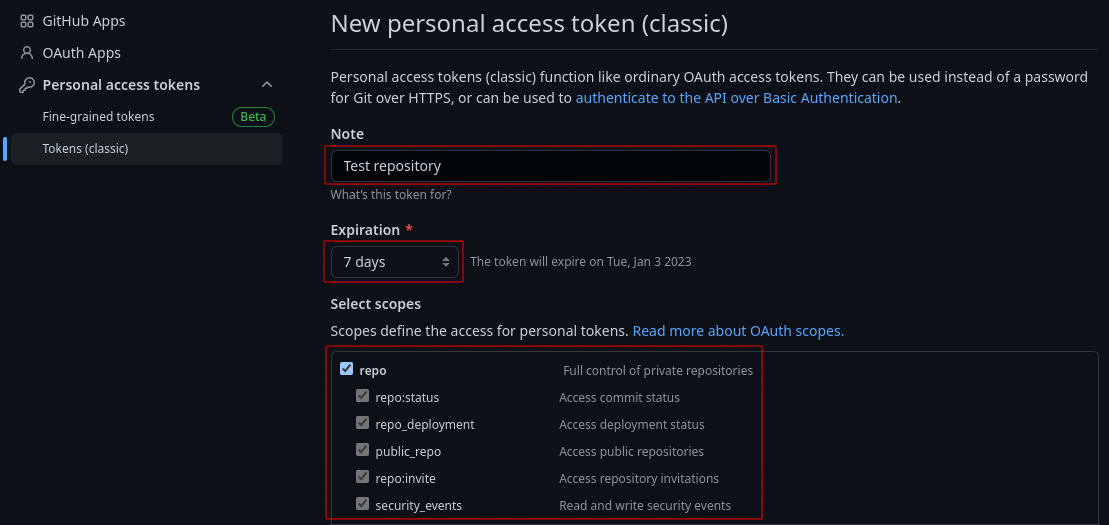 GitHub Apps
OAuth Apps
Personal access tokens
Fine-grained tokens Beta
Tokens (classic)
New personal access token (classic)
Personal access tokens (classic) function like ordinary OAuth access tokens. They can be used instead of a password
for Git over HTTPS, or can be used to authenticate to the API over Basic Authentication.
Note
Test repository
What's this token for?
Expiration *
7 days The token will expire on Tue, Jan 3 2023
Select scopes
Scopes define the access for personal tokens. Read more about OAuth scopes.
repo Full control of private repositories
repo:status Access commit status
repo_deployment Access deployment status
public_repo Access public repositories
repo:invite Access repository invitations
security_events Read and write security events